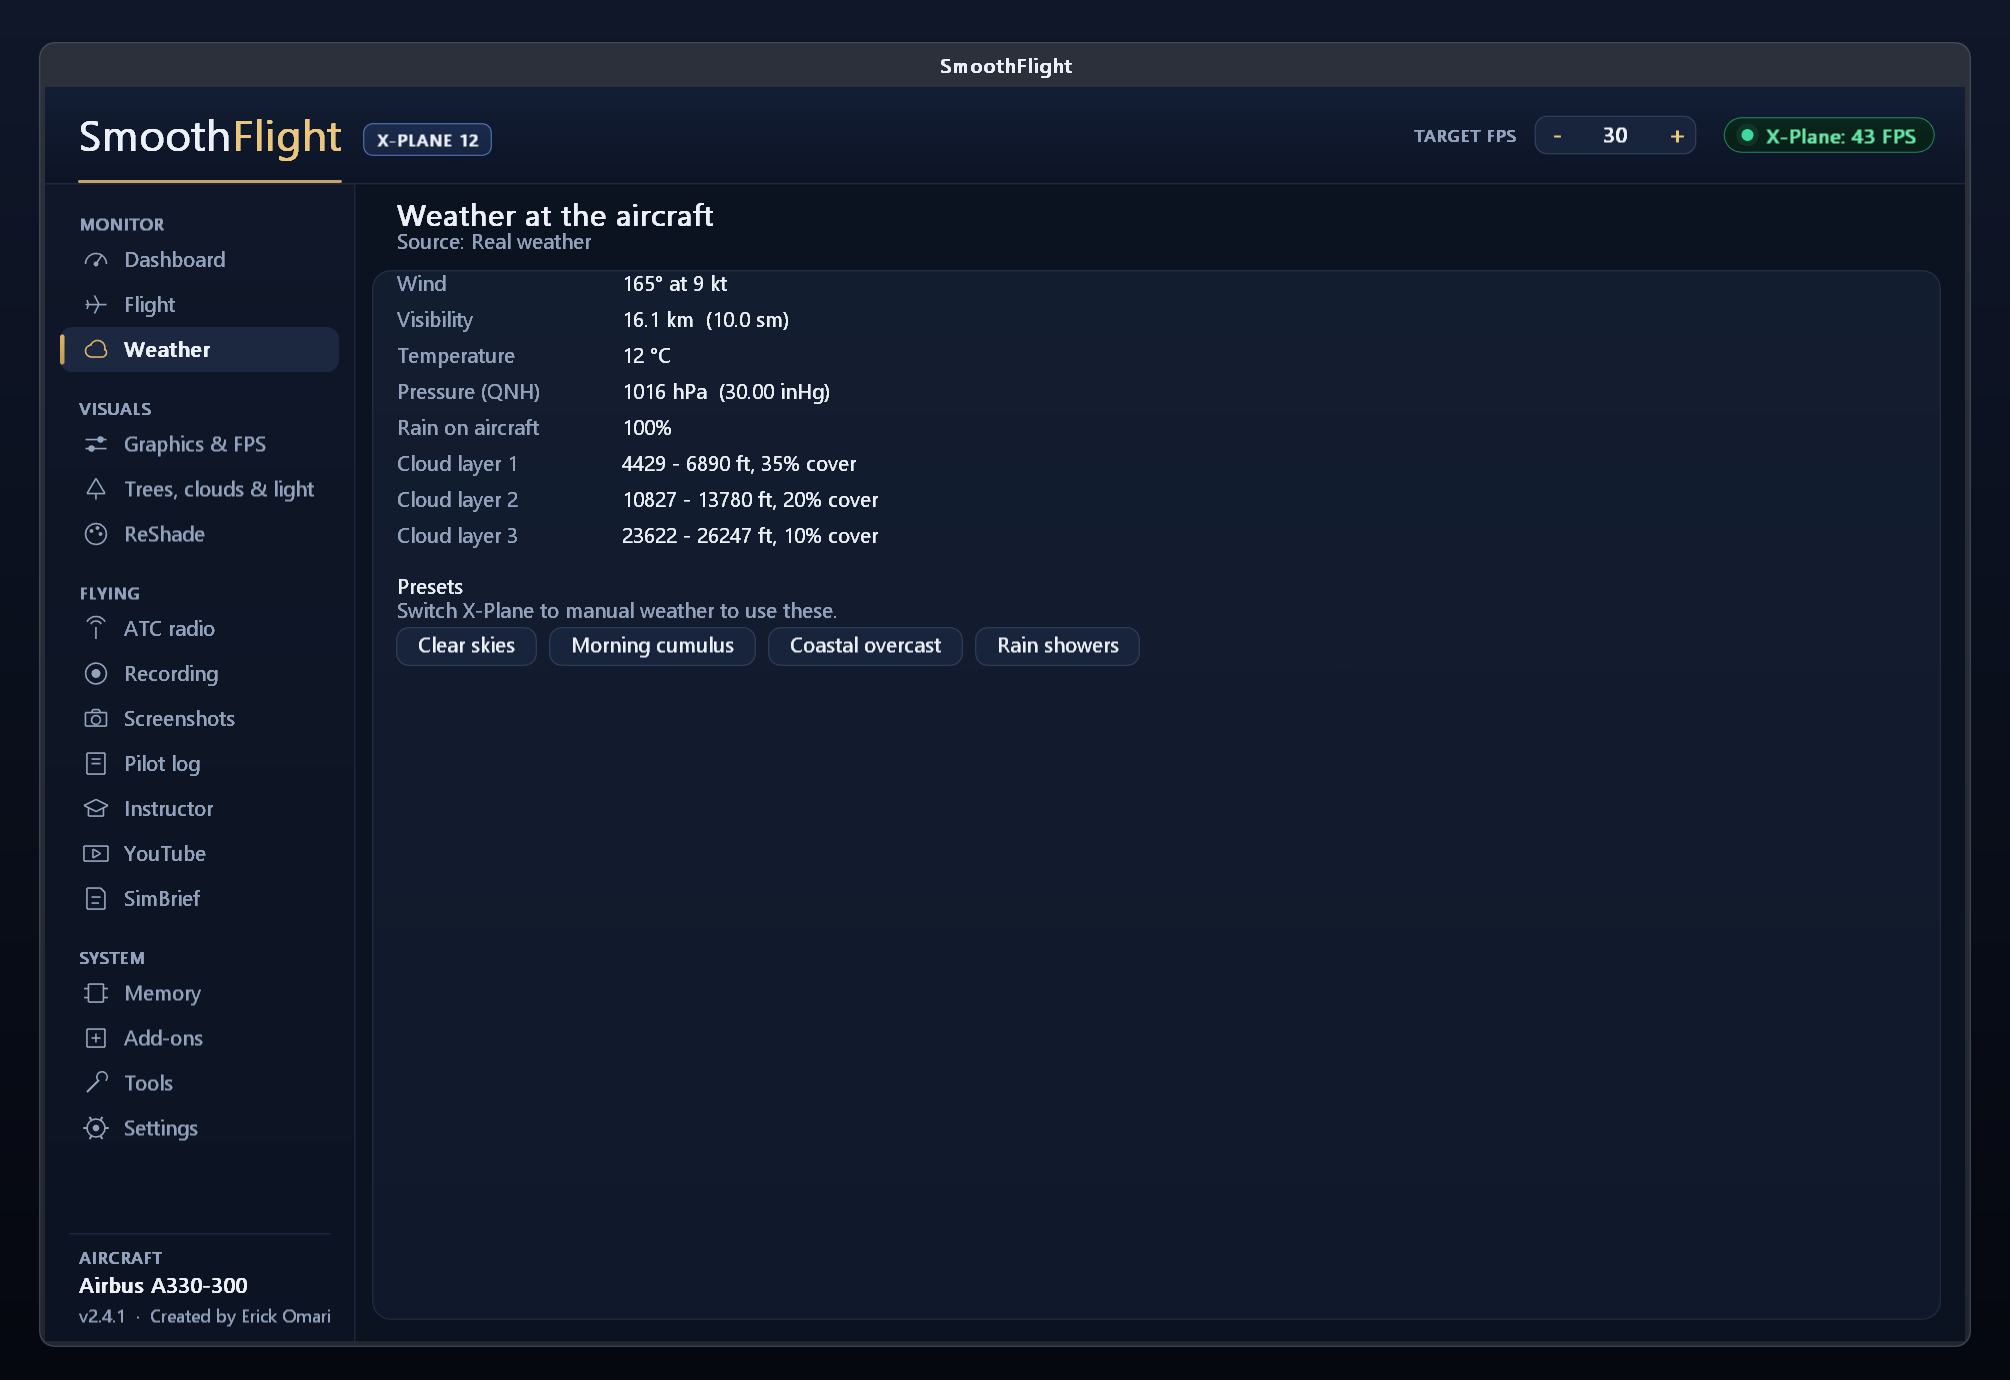 SmoothFlight
SmoothFlight X-PLANE 12
TARGET FPS - 30 + X-Plane: 43 FPS
MONITOR
Dashboard
Flight
Weather
VISUALS
Graphics & FPS
Trees, clouds & light
ReShade
FLYING
ATC radio
Recording
Screenshots
Pilot log
Instructor
YouTube
SimBrief
SYSTEM
Memory
Add-ons
Tools
Settings
AIRCRAFT
Airbus A330-300
v2.4.1 · Created by Erick Omari
Weather at the aircraft
Source: Real weather
Wind 165° at 9 kt
Visibility 16.1 km (10.0 sm)
Temperature 12 °C
Pressure (QNH) 1016 hPa (30.00 inHg)
Rain on aircraft 100%
Cloud layer 1 4429 - 6890 ft, 35% cover
Cloud layer 2 10827 - 13780 ft, 20% cover
Cloud layer 3 23622 - 26247 ft, 10% cover
Presets
Switch X-Plane to manual weather to use these.
Clear skies Morning cumulus Coastal overcast Rain showers